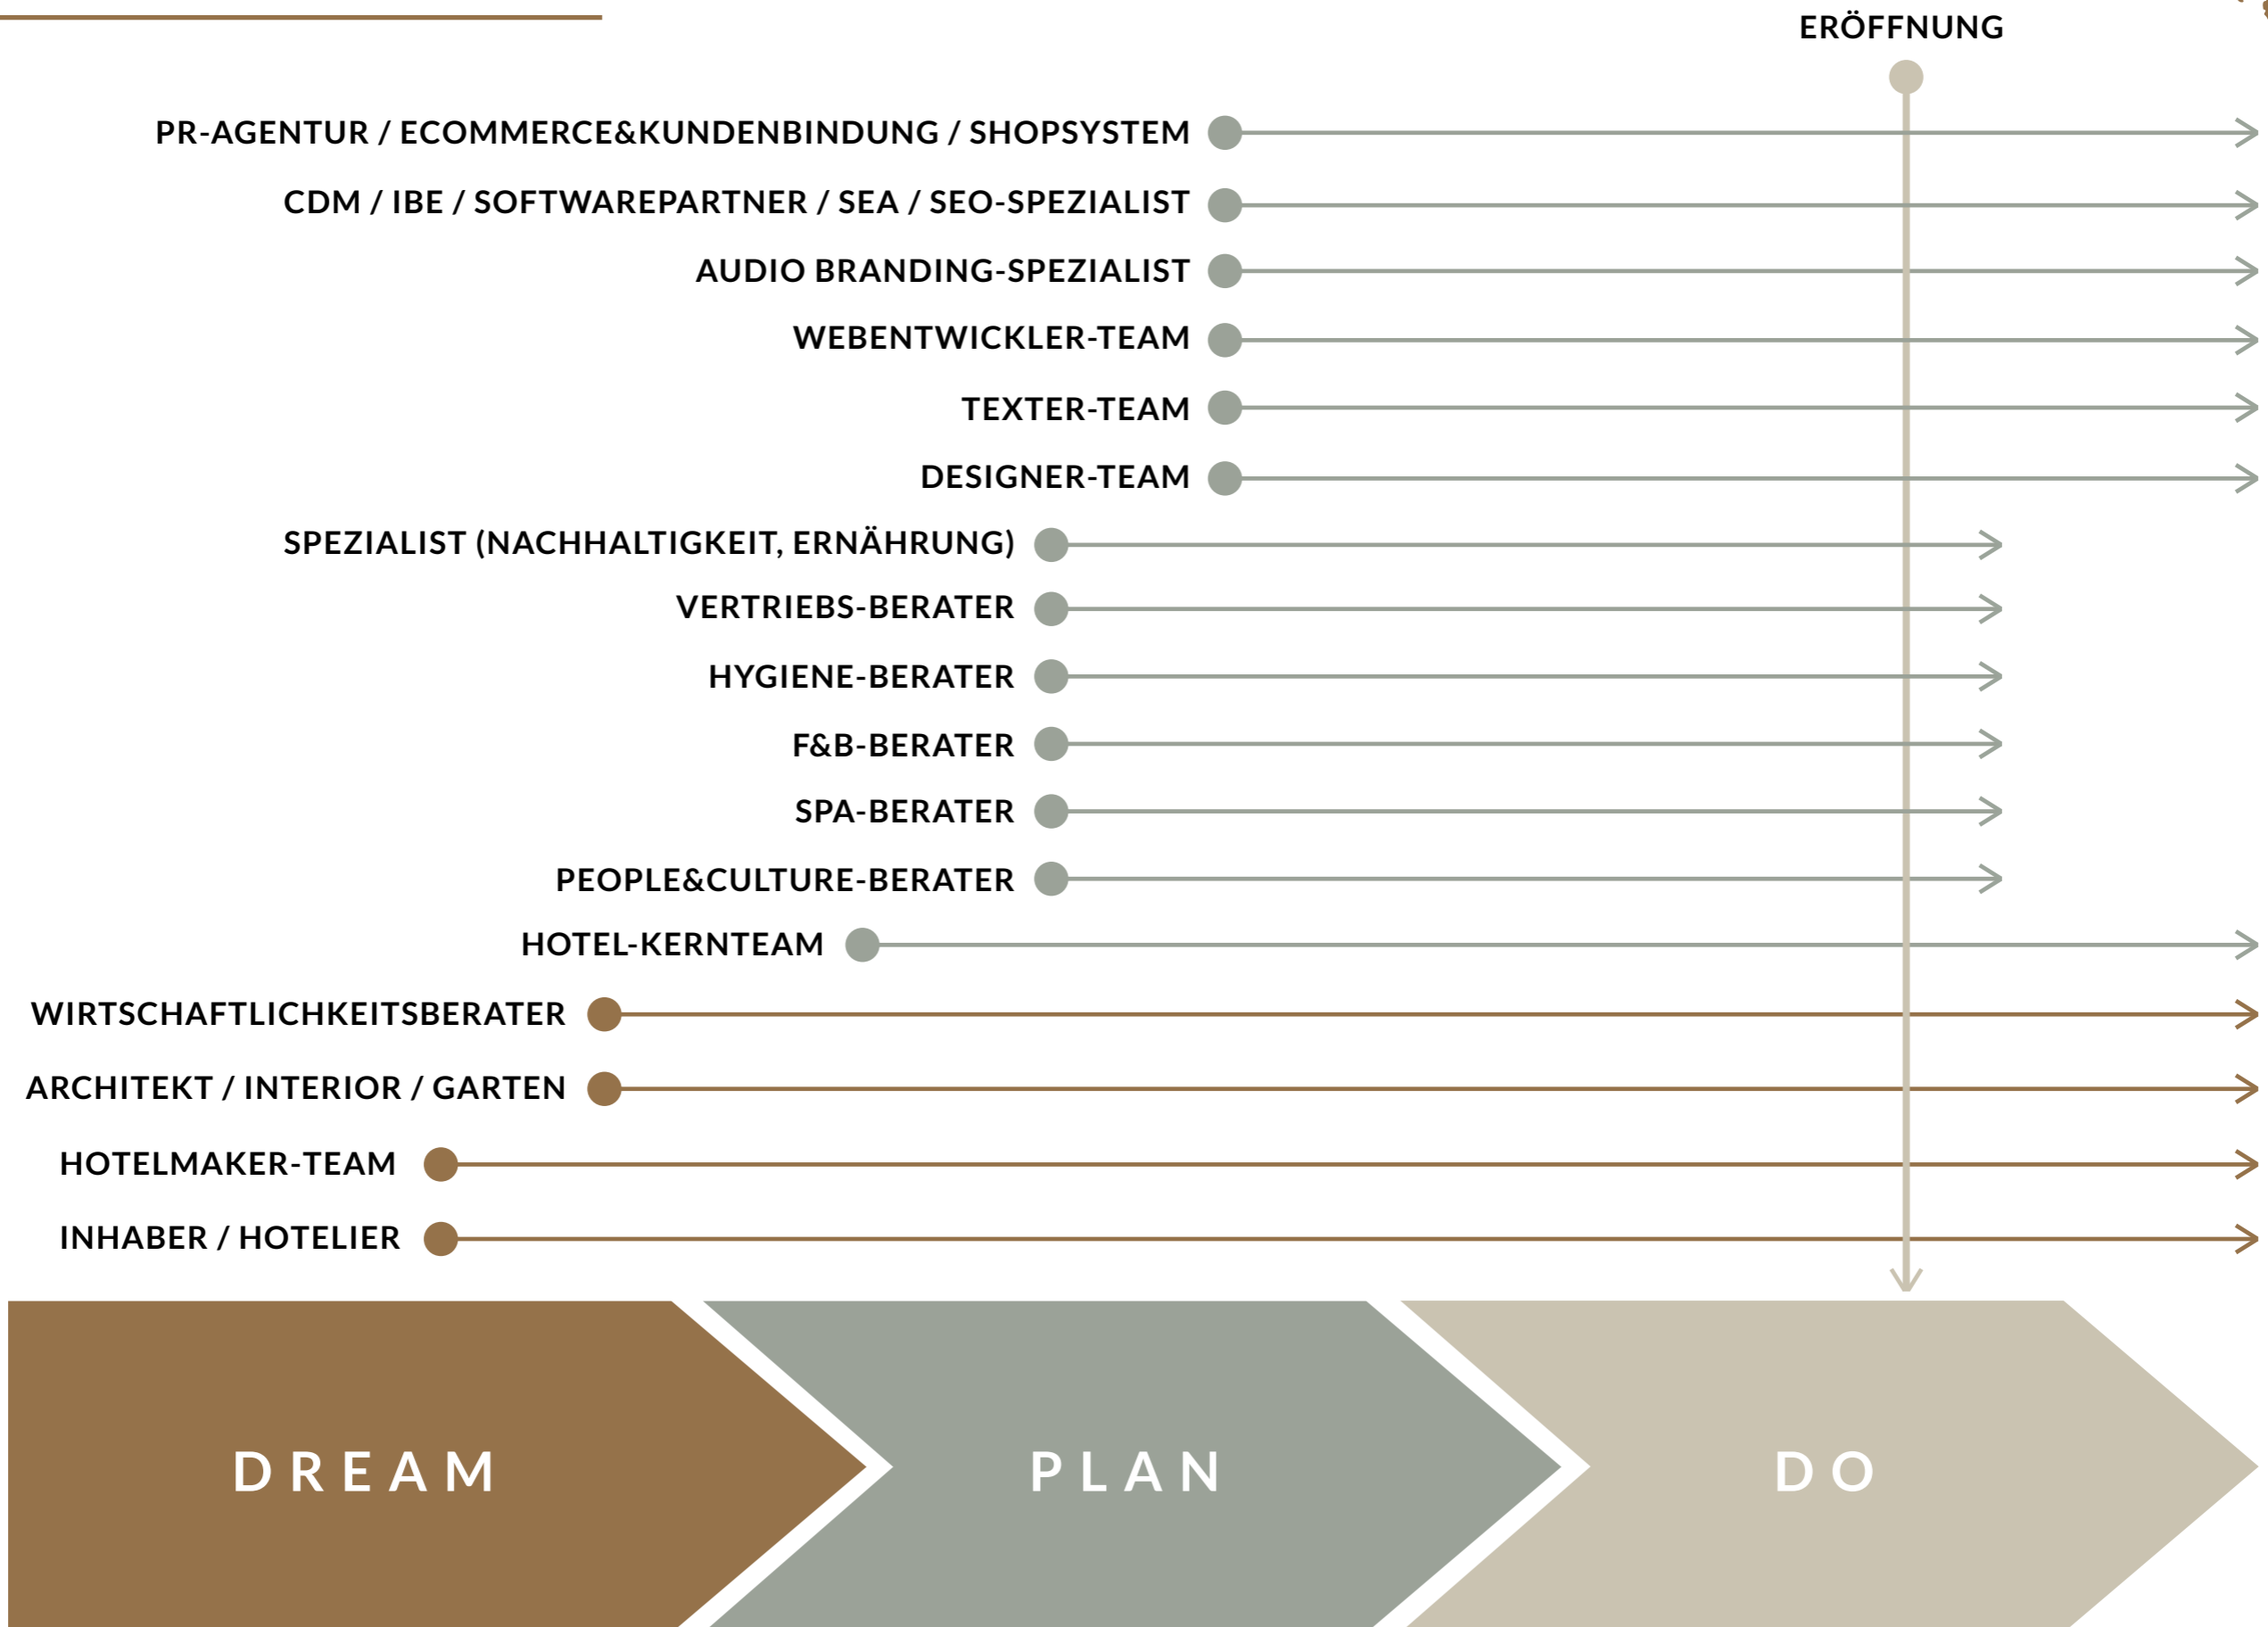 ERÖFFNUNG
PR-AGENTUR / ECOMMERCE&KUNDENBINDUNG / SHOPSYSTEM
CDM / IBE / SOFTWAREPARTNER / SEA / SEO-SPEZIALIST
AUDIO BRANDING-SPEZIALIST
WEBENTWICKLER-TEAM
TEXTER-TEAM
DESIGNER-TEAM
SPEZIALIST (NACHHALTIGKEIT, ERNÄHRUNG)
VERTRIEBS-BERATER
HYGIENE-BERATER
F&B-BERATER
SPA-BERATER
PEOPLE&CULTURE-BERATER
HOTEL-KERNTEAM
WIRTSCHAFTLICHKEITSBERATER
ARCHITEKT / INTERIOR / GARTEN
HOTELMAKER-TEAM
INHABER / HOTELIER
DREAM
PLAN
DO